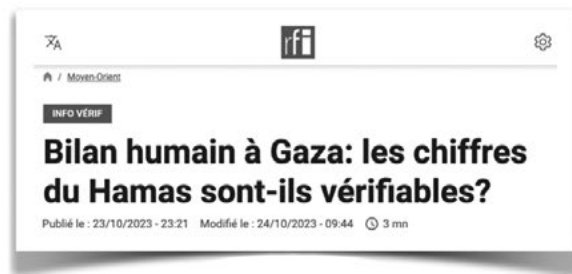 rfi
/ Moyen-Orient
INFO VÉRIF
Bilan humain à Gaza: les chiffres
du Hamas sont-ils vérifiables?
Publié le : 23/10/2023 - 23:21 Modifié le : 24/10/2023 - 09:44 3 mn